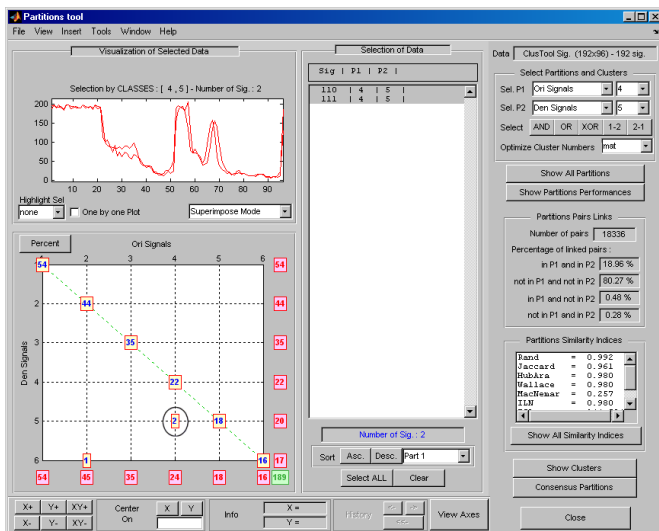 Partitions tool
File View Insert Tools Window Help
Visualization of Selected Data
Selection by CLASSES : [ 4 , 5 ] - Number of Sig. : 2
200
150
100
50
0
10 20 30 40 50 60 70 80 90
Highlight Sel
none
One by one Plot
Superimpose Mode
Percent
Ori Signals
1 2 3 4 5 6
Den Signals
54 54
2 44 44
3 35 35
4 22 22
5 2 18 20
6 1 16 17
54 45 35 24 18 16 189
Selection of Data
Sig | P1 | P2 |
110 | 4 | 5 |
111 | 4 | 5 |
Number of Sig. : 2
Sort Asc. Desc. Part 1
Select ALL Clear
Data ClusTool Sig. (192x96) - 192 sig.
Select Partitions and Clusters
Sel. P1 Ori Signals 4
Sel. P2 Den Signals 5
Select AND OR XOR 1-2 2-1
Optimize Cluster Numbers mst
Show All Partitions
Show Partitions Performances
Partitions Pairs Links
Number of pairs 18336
Percentage of linked pairs :
in P1 and in P2 18.96 %
not in P1 and not in P2 80.27 %
in P1 and not in P2 0.48 %
not in P1 and in P2 0.28 %
Partitions Similarity Indices
Rand = 0.992
Jaccard = 0.961
HubAra = 0.980
Wallace = 0.980
MacNemar = 0.257
ILN = 0.980
Show All Similarity Indices
Show Clusters
Consensus Partitions
Close
X+ Y+ XY+
X- Y- XY-
Center On
X Y
Info
X =
Y =
History
<- ->
<<-
View Axes